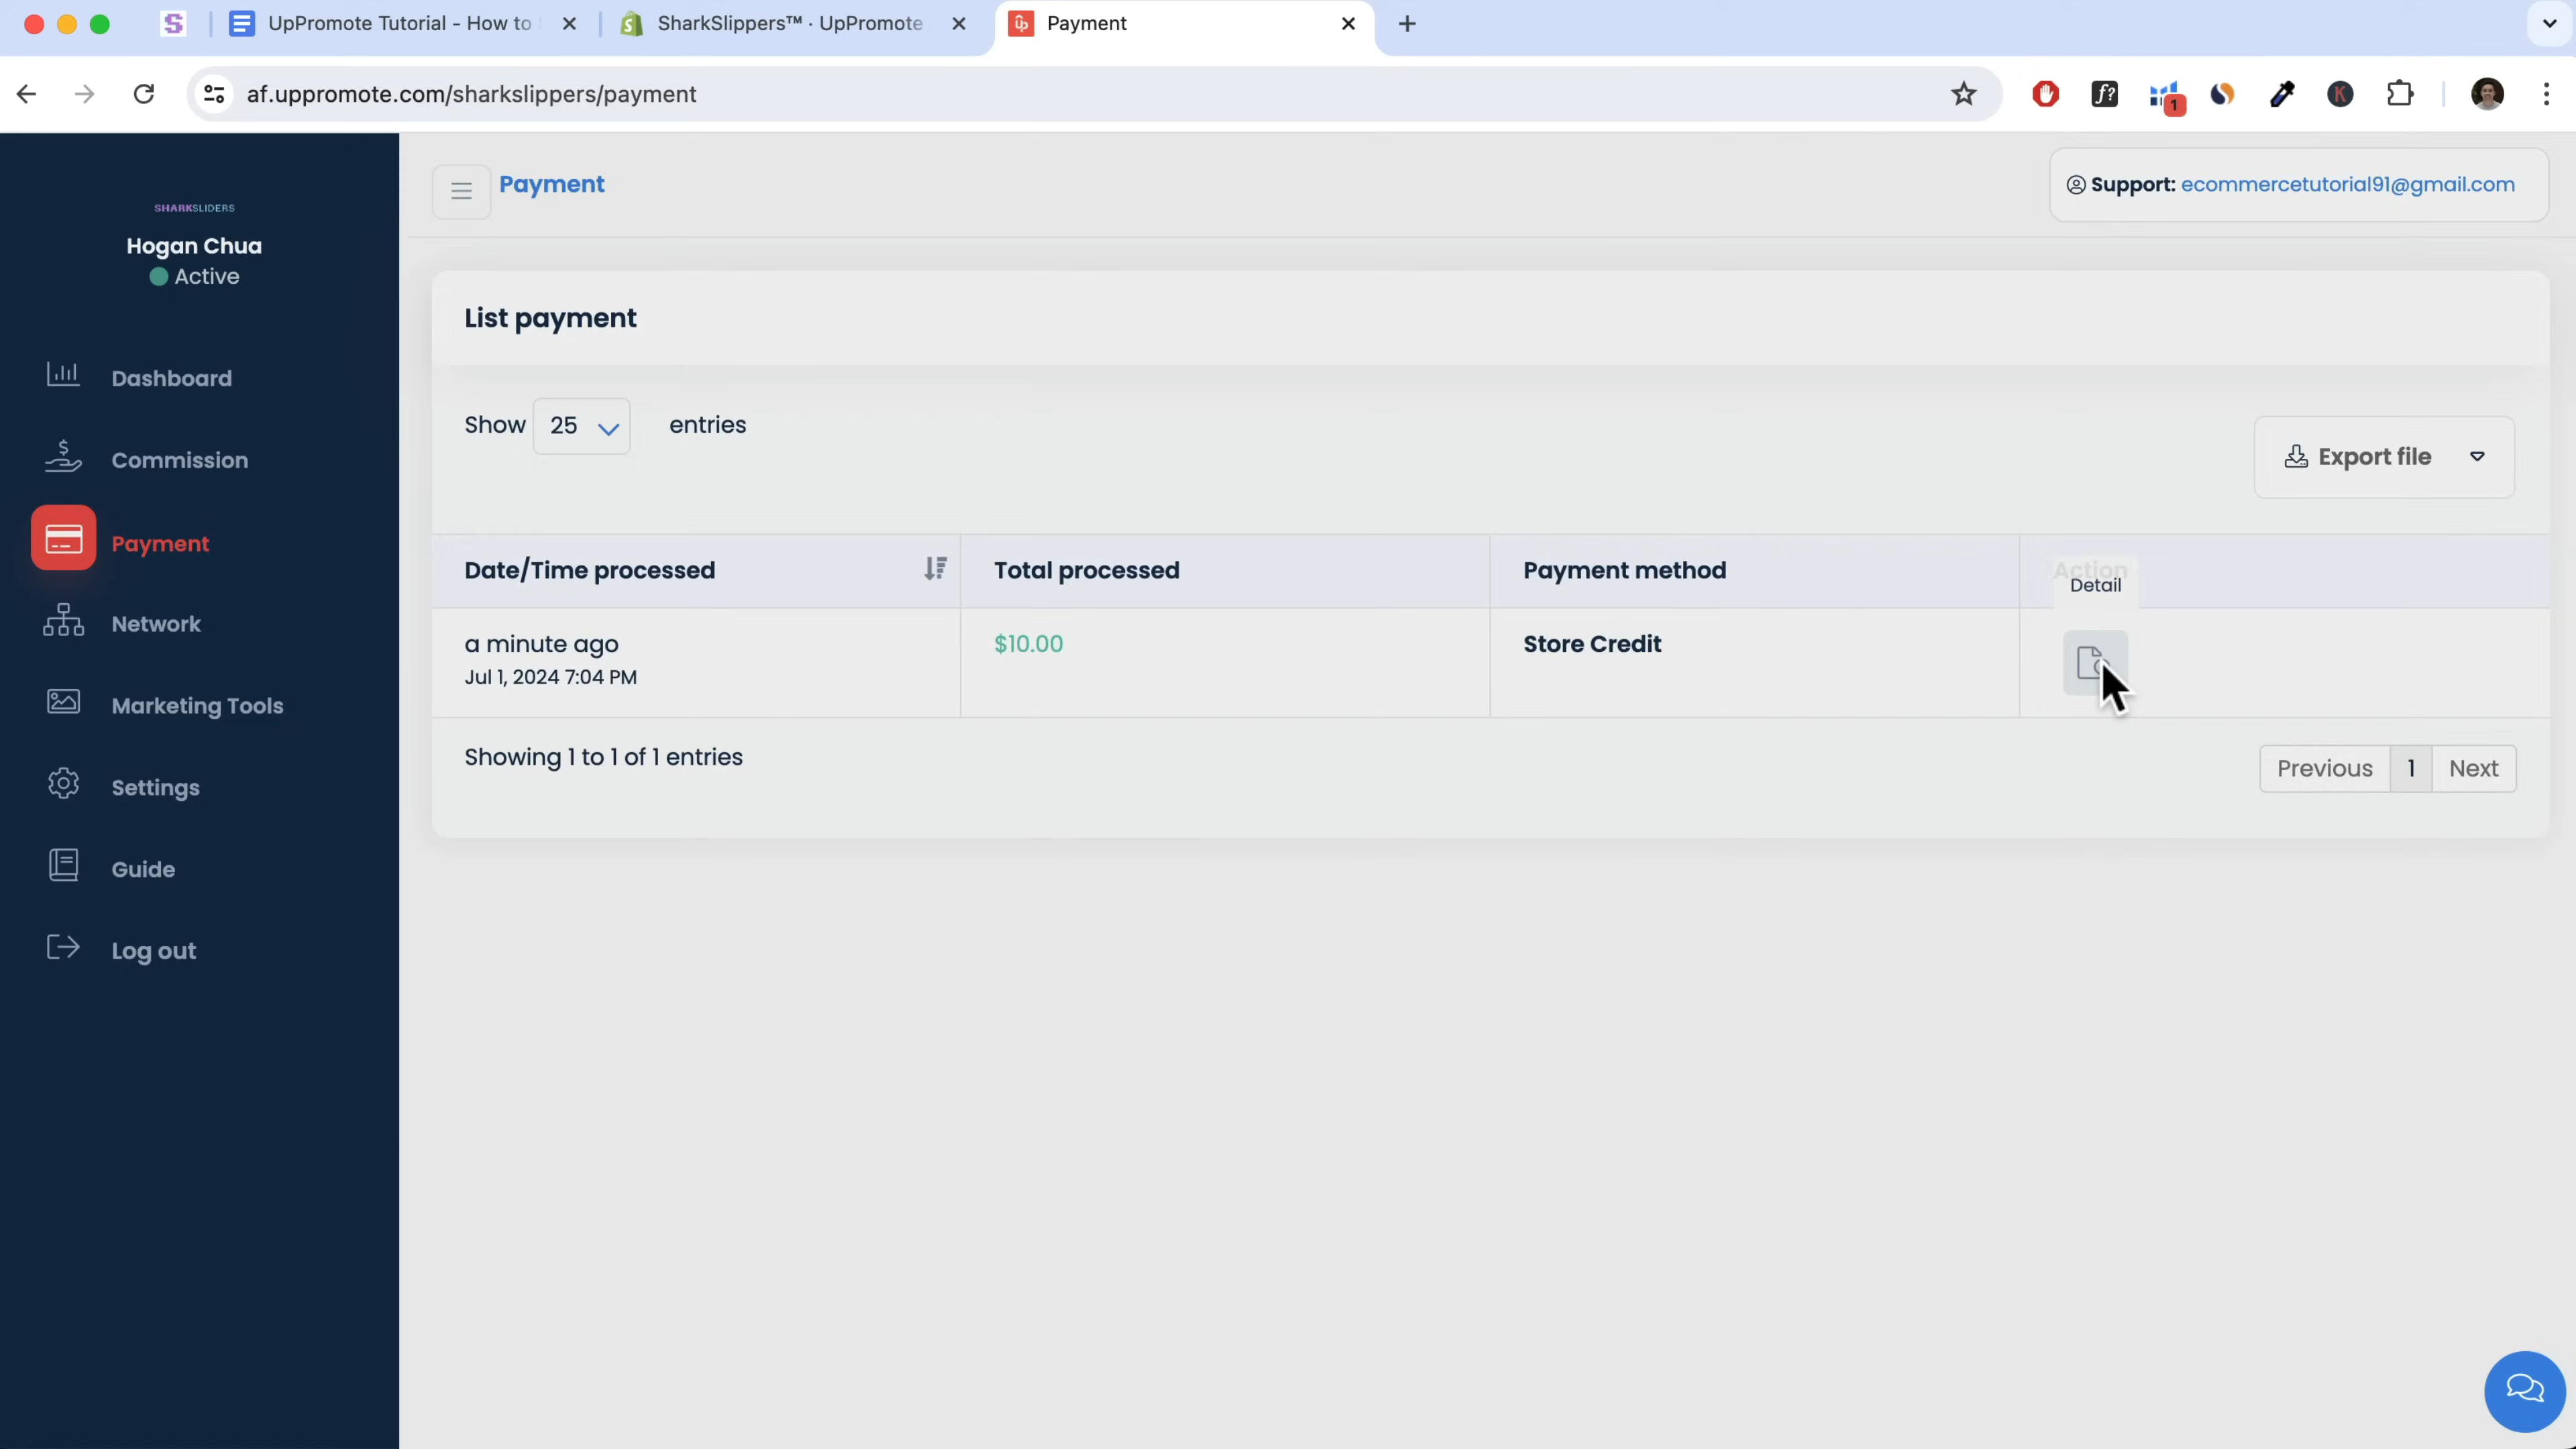 UpPromote Tutorial - How to
SharkSlippers™ · UpPromote
Payment
af.uppromote.com/sharkslippers/payment
1
SHARKSLIDERS
Hogan Chua
Active
Dashboard
Commission
Payment
Network
Marketing Tools
Settings
Guide
Log out
Payment
Support: ecommercetutorial91@gmail.com
List payment
Show 25 entries
Export file
Date/Time processed Total processed Payment method Action
Detail
a minute ago $10.00 Store Credit
Jul 1, 2024 7:04 PM
Showing 1 to 1 of 1 entries
Previous 1 Next